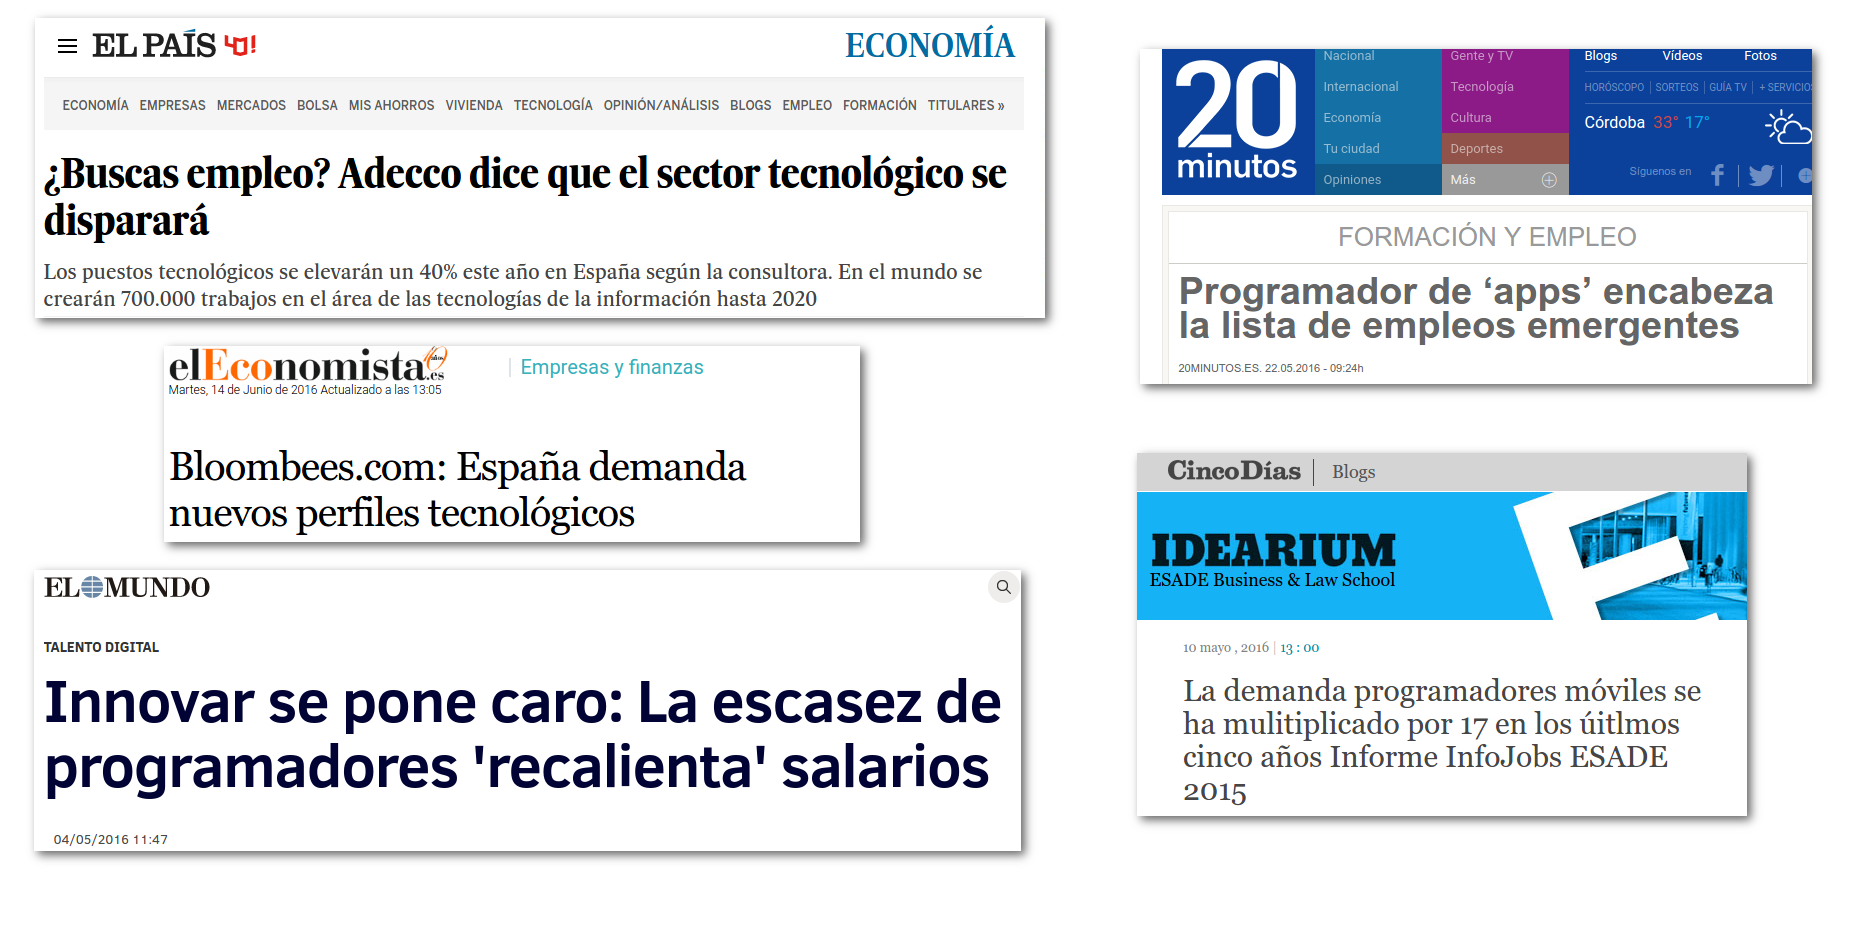 EL PAÍS 40!
ECONOMÍA
ECONOMÍA EMPRESAS MERCADOS BOLSA MIS AHORROS VIVIENDA TECNOLOGÍA OPINIÓN/ANÁLISIS BLOGS EMPLEO FORMACIÓN TITULARES »
¿Buscas empleo? Adecco dice que el sector tecnológico se
disparará
Los puestos tecnológicos se elevarán un 40% este año en España según la consultora. En el mundo se
crearán 700.000 trabajos en el área de las tecnologías de la información hasta 2020
elEconomista.es
10 años
Empresas y finanzas
Martes, 14 de Junio de 2016 Actualizado a las 13:05
Bloombees.com: España demanda
nuevos perfiles tecnológicos
EL MUNDO
TALENTO DIGITAL
Innovar se pone caro: La escasez de
programadores 'recalienta' salarios
04/05/2016 11:47
20
minutos
Nacional
Internacional
Economía
Tu ciudad
Opiniones
Gente y TV
Tecnología
Cultura
Deportes
Más
Blogs Vídeos Fotos
HORÓSCOPO | SORTEOS | GUÍA TV | + SERVICIOS
Córdoba 33° 17°
Síguenos en
FORMACIÓN Y EMPLEO
Programador de ‘apps’ encabeza
la lista de empleos emergentes
20MINUTOS.ES. 22.05.2016 - 09:24h
CincoDías | Blogs
IDEARIUM
ESADE Business & Law School
10 mayo , 2016 | 13 : 00
La demanda programadores móviles se
ha mulitiplicado por 17 en los úitlmos
cinco años Informe InfoJobs ESADE
2015